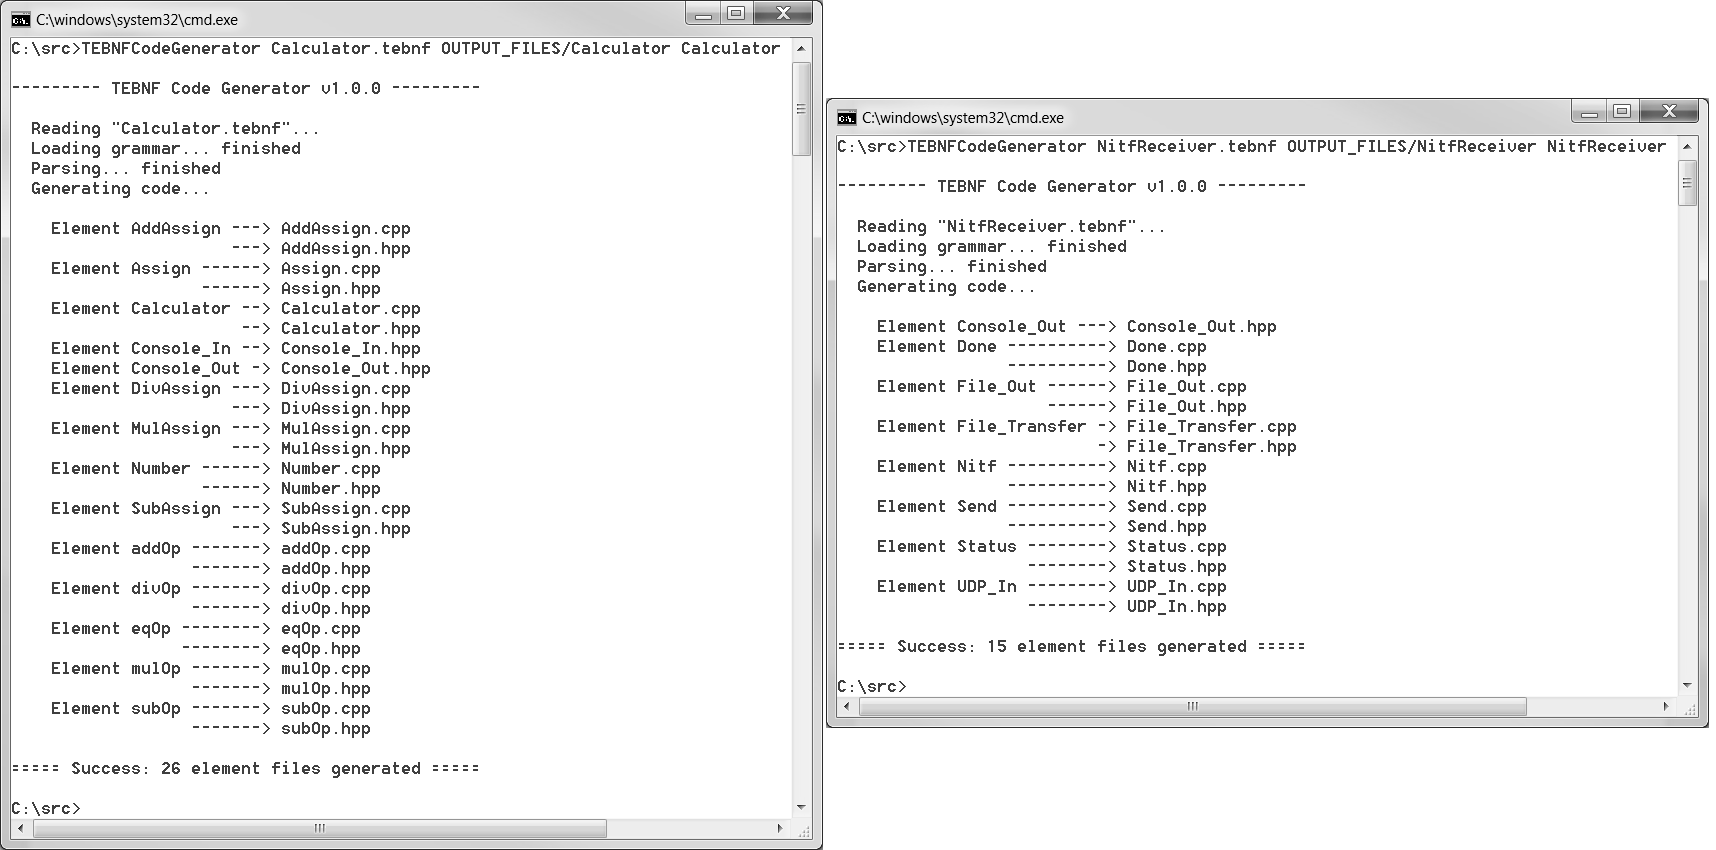 C:\windows\system32\cmd.exe
C:\src>TEBNFCodeGenerator Calculator.tebnf OUTPUT_FILES/Calculator Calculator
--------- TEBNF Code Generator v1.0.0 ---------
Reading "Calculator.tebnf"...
Loading grammar... finished
Parsing... finished
Generating code...
Element AddAssign ---> AddAssign.cpp
---> AddAssign.hpp
Element Assign ------> Assign.cpp
------> Assign.hpp
Element Calculator --> Calculator.cpp
--> Calculator.hpp
Element Console_In --> Console_In.hpp
Element Console_Out -> Console_Out.hpp
Element DivAssign ---> DivAssign.cpp
---> DivAssign.hpp
Element MulAssign ---> MulAssign.cpp
---> MulAssign.hpp
Element Number ------> Number.cpp
------> Number.hpp
Element SubAssign ---> SubAssign.cpp
---> SubAssign.hpp
Element addOp -------> addOp.cpp
-------> addOp.hpp
Element divOp -------> divOp.cpp
-------> divOp.hpp
Element eqOp --------> eqOp.cpp
--------> eqOp.hpp
Element mulOp -------> mulOp.cpp
-------> mulOp.hpp
Element subOp -------> subOp.cpp
-------> subOp.hpp
===== Success: 26 element files generated =====
C:\src>
C:\windows\system32\cmd.exe
C:\src>TEBNFCodeGenerator NitfReceiver.tebnf OUTPUT_FILES/NitfReceiver NitfReceiver
--------- TEBNF Code Generator v1.0.0 ---------
Reading "NitfReceiver.tebnf"...
Loading grammar... finished
Parsing... finished
Generating code...
Element Console_Out ---> Console_Out.hpp
Element Done ----------> Done.cpp
----------> Done.hpp
Element File_Out ------> File_Out.cpp
------> File_Out.hpp
Element File_Transfer -> File_Transfer.cpp
-> File_Transfer.hpp
Element Nitf ----------> Nitf.cpp
----------> Nitf.hpp
Element Send ----------> Send.cpp
----------> Send.hpp
Element Status --------> Status.cpp
--------> Status.hpp
Element UDP_In --------> UDP_In.cpp
--------> UDP_In.hpp
===== Success: 15 element files generated =====
C:\src>